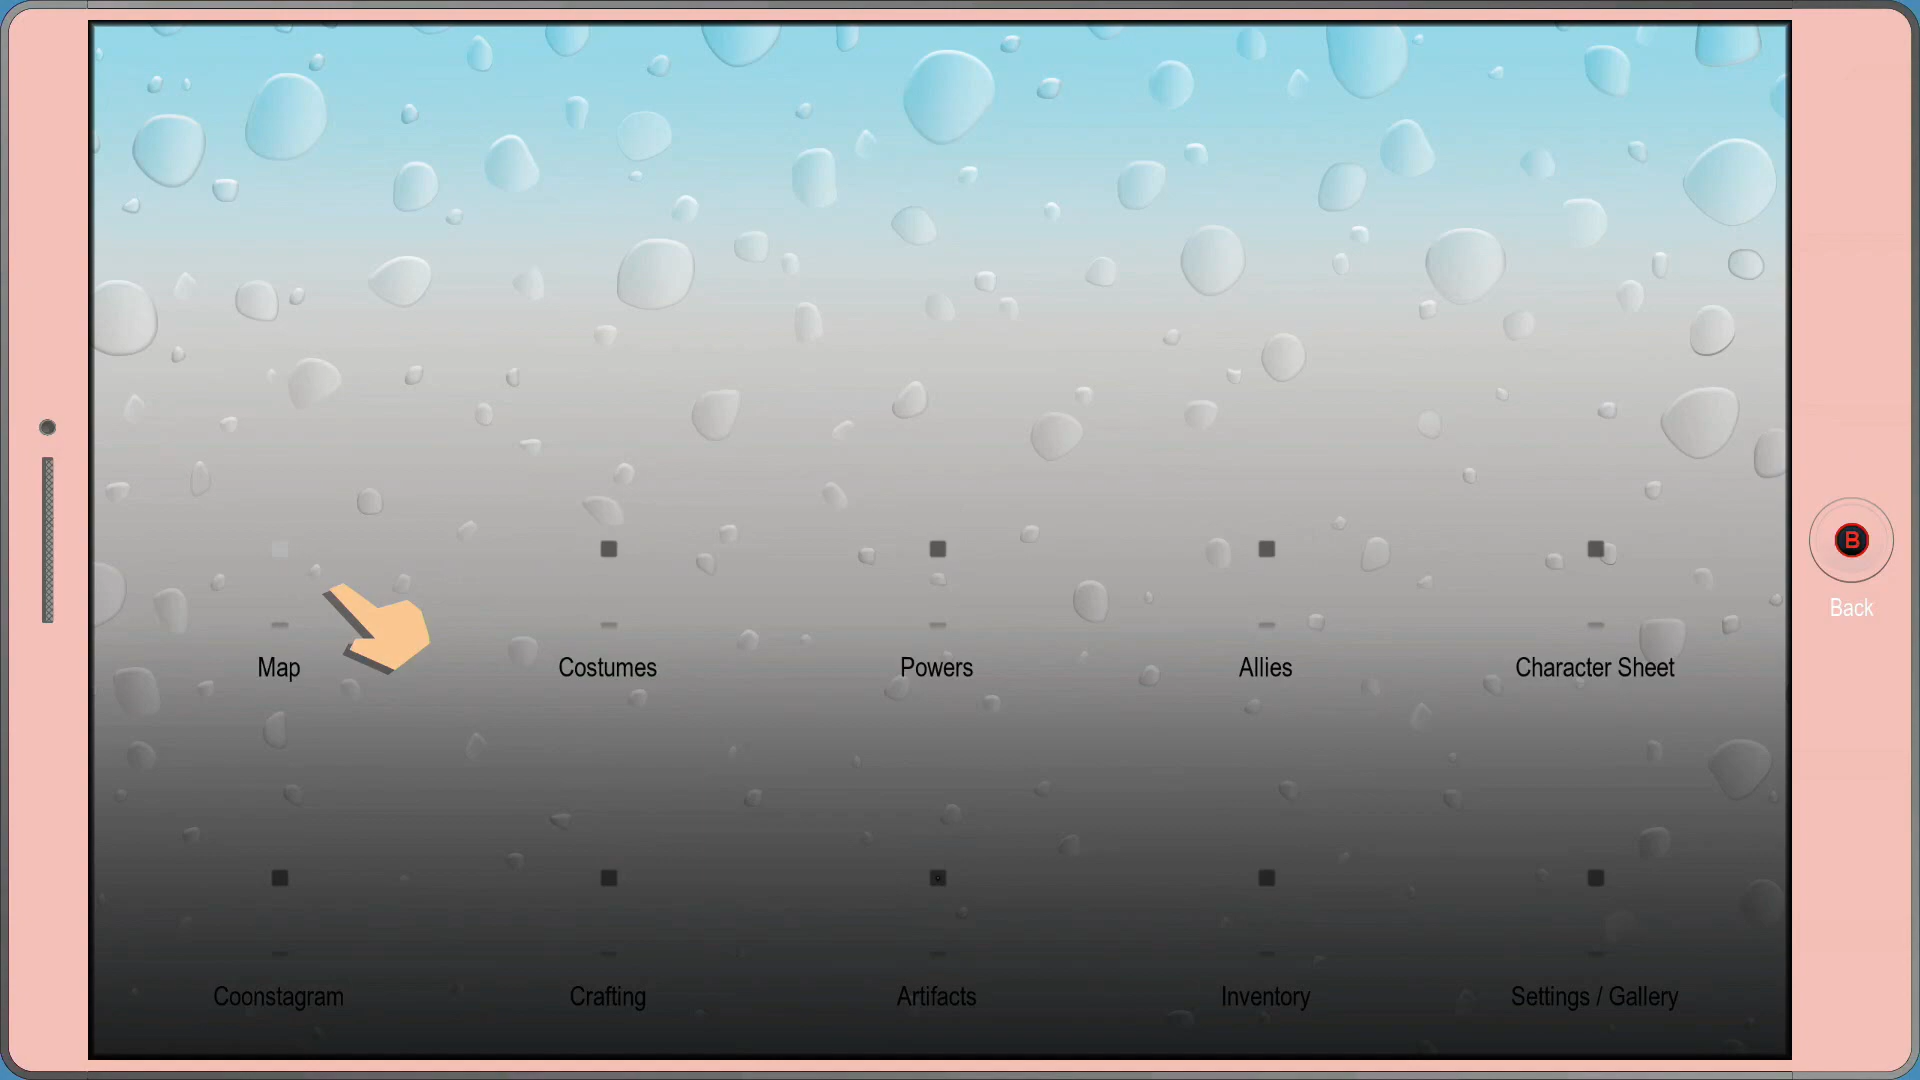 B
Back
Map
Costumes
Powers
Allies
Character Sheet
Coonstagram
Crafting
Artifacts
Inventory
Settings / Gallery